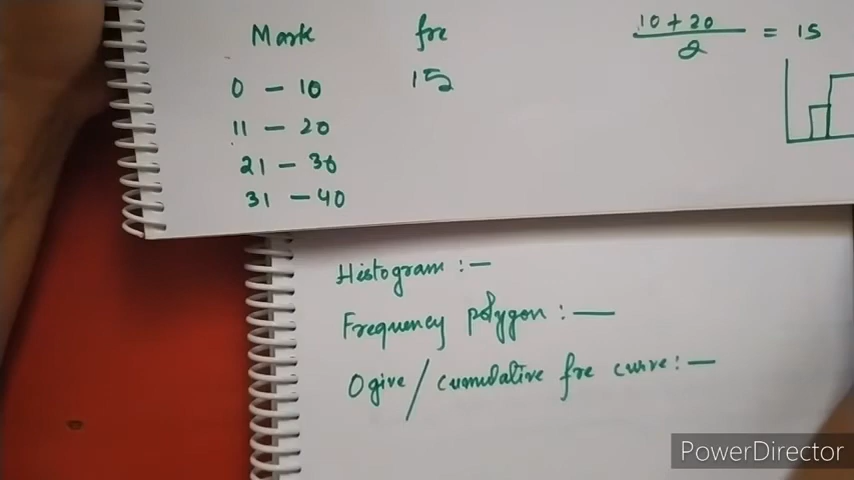 Mark fre
0 - 10 15
11 - 20
21 - 30
31 - 40
10 + 20 / 2 = 15
Histogram :-
Frequency polygon :-
Ogive / cumulative fre curve :-
PowerDirector